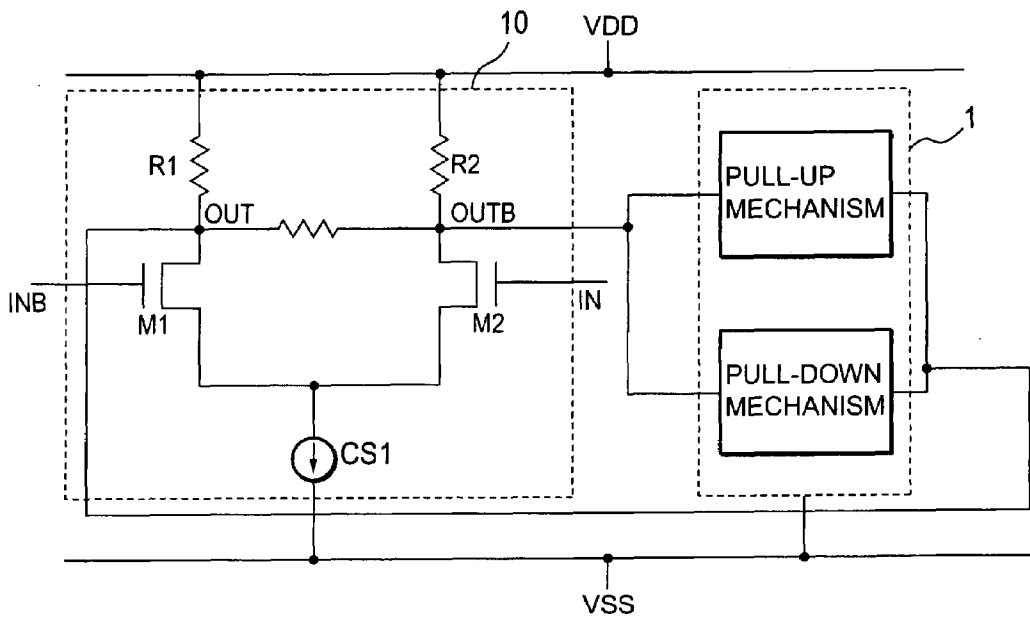 10
VDD
1
R1
R2
PULL-UP
MECHANISM
OUT
OUTB
INB
M1
M2
IN
PULL-DOWN
MECHANISM
CS1
VSS